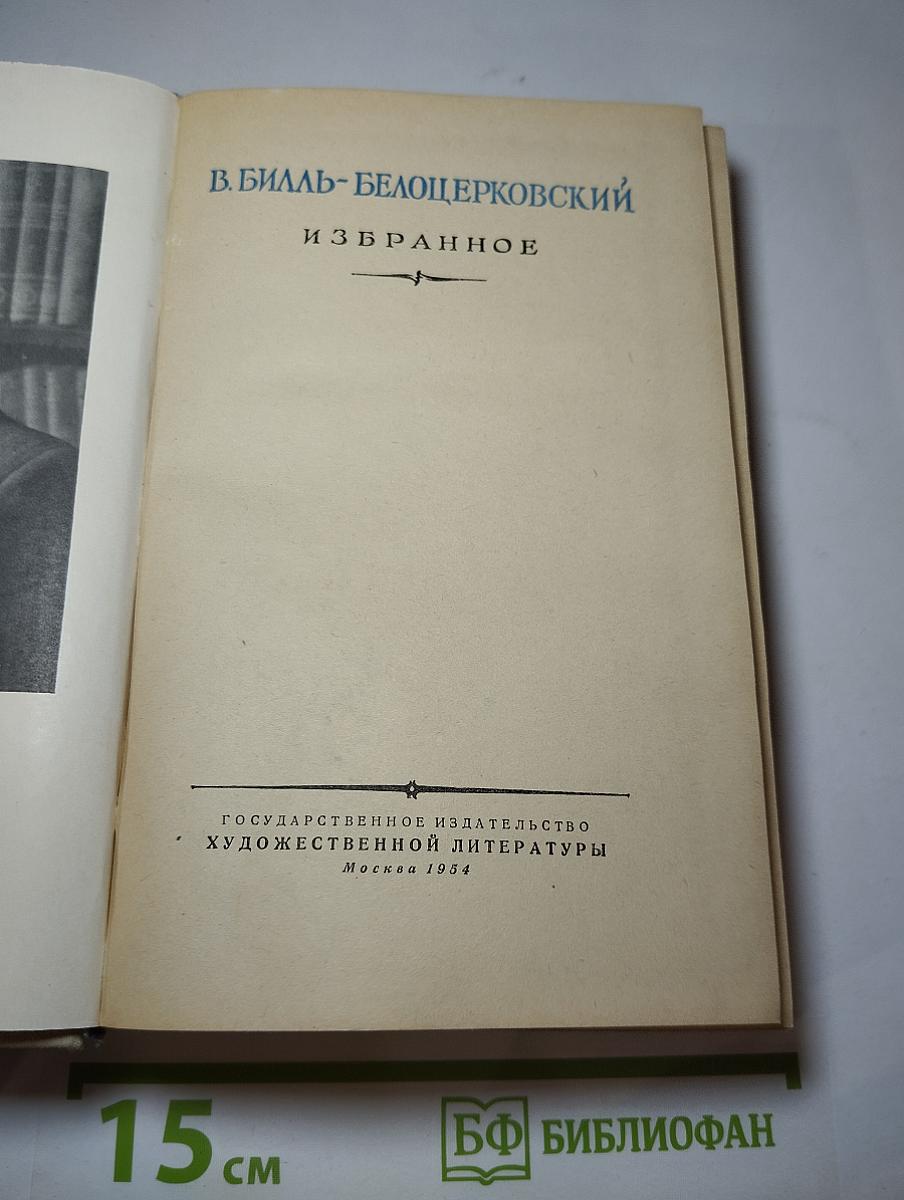 В. БИЛЛЬ-БЕЛОЦЕРКОВСКИЙ
ИЗБРАННОЕ
ГОСУДАРСТВЕННОЕ ИЗДАТЕЛЬСТВО
ХУДОЖЕСТВЕННОЙ ЛИТЕРАТУРЫ
Москва 1954
15 см
БФ БИБЛИОФАН